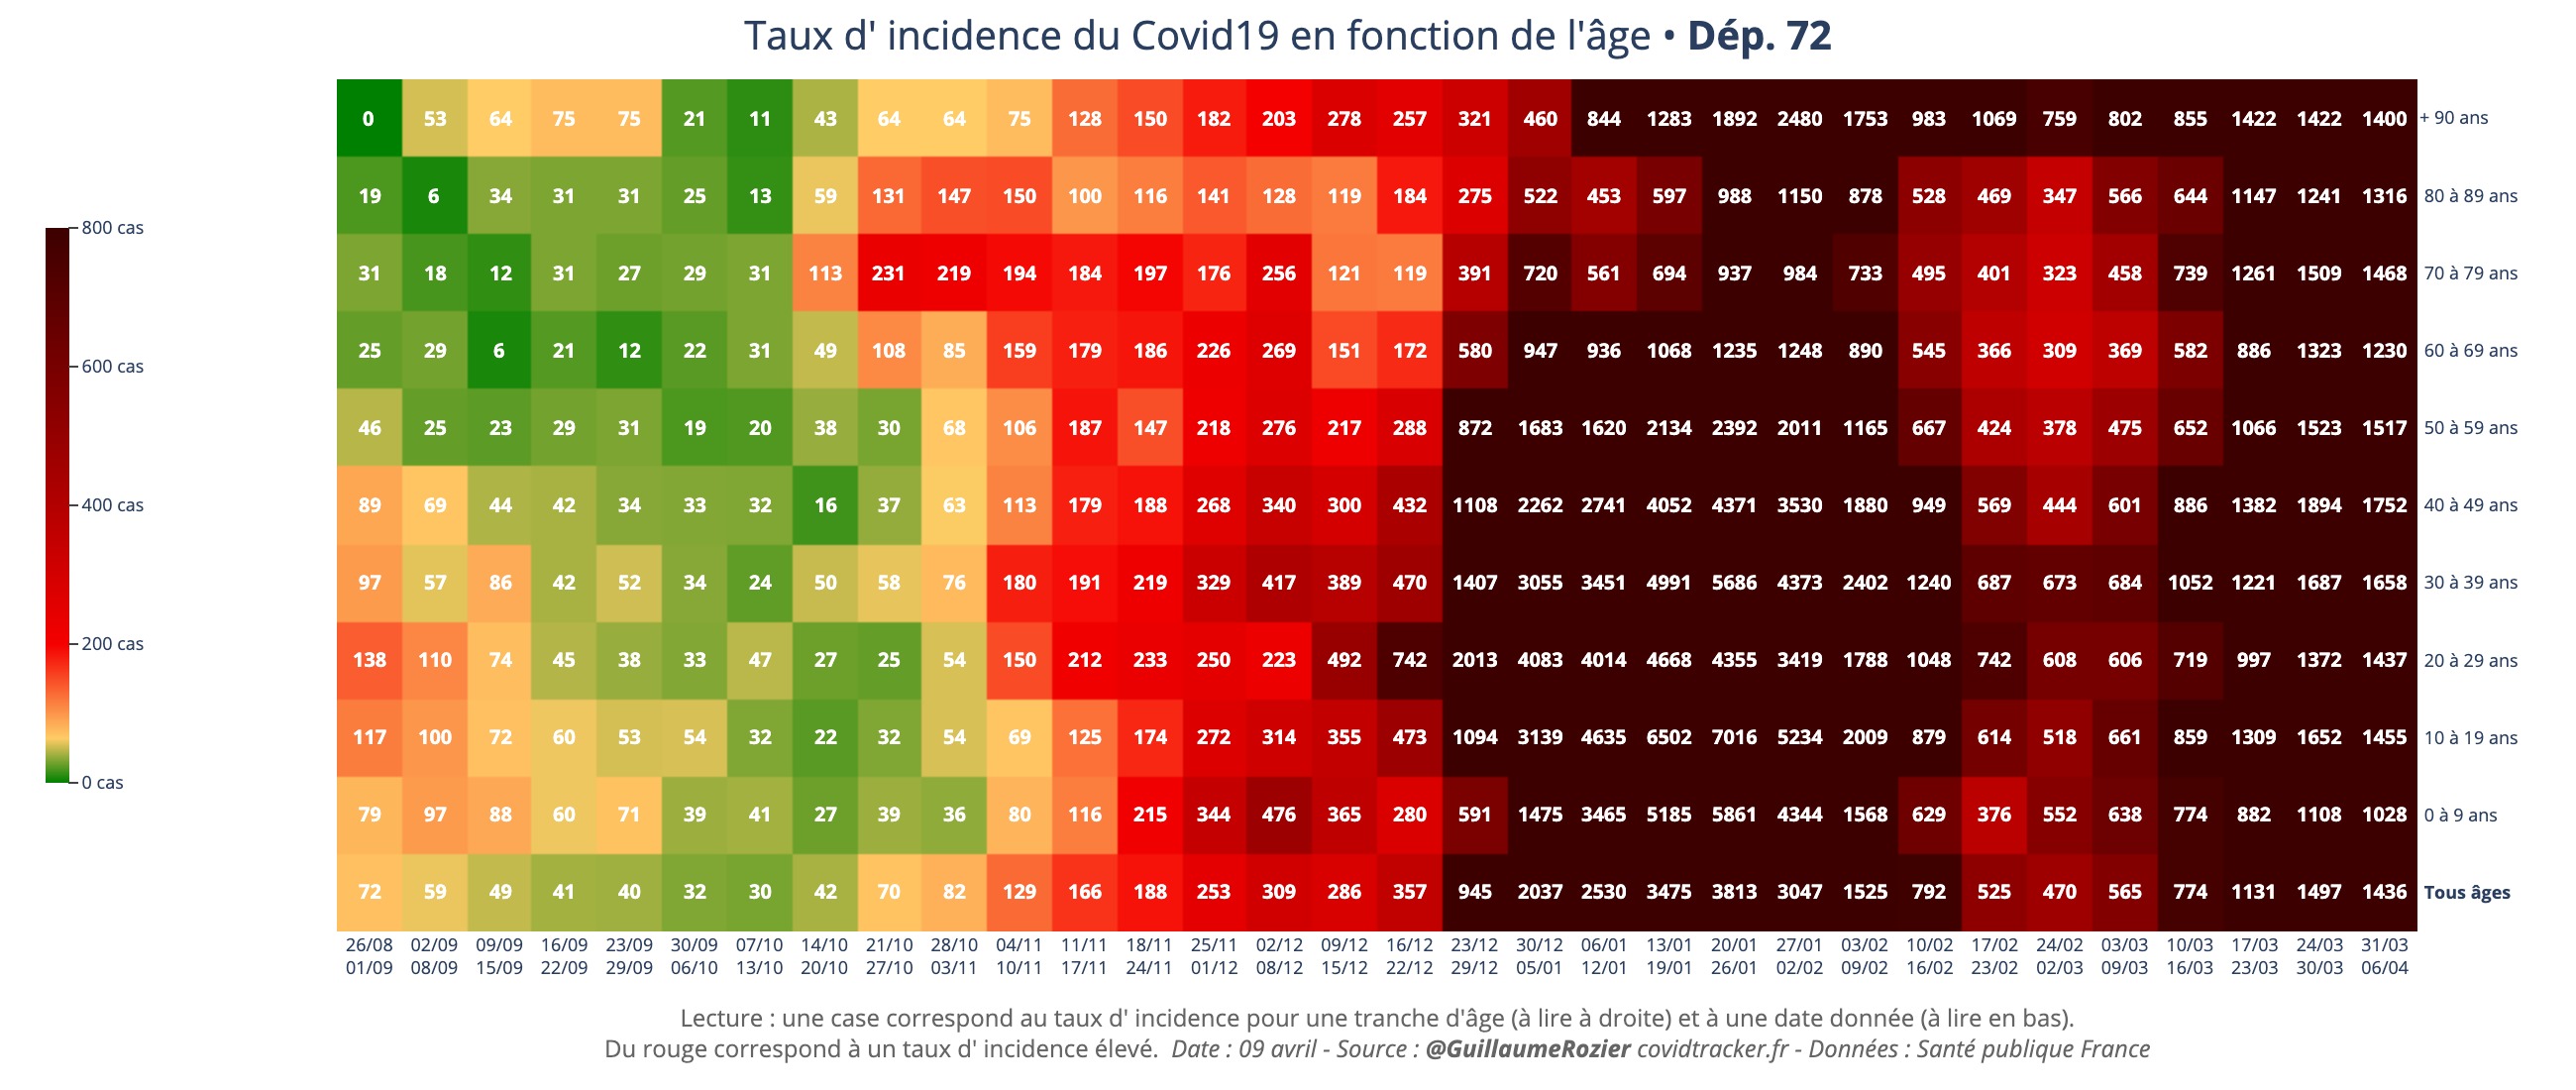 Taux d' incidence du Covid19 en fonction de l'âge • Dép. 72
0 53 64 75 75 21 11 43 64 64 75 128 150 182 203 278 257 321 460 844 1283 1892 2480 1753 983 1069 759 802 855 1422 1422 1400 + 90 ans
19 6 34 31 31 25 13 59 131 147 150 100 116 141 128 119 184 275 522 453 597 988 1150 878 528 469 347 566 644 1147 1241 1316 80 à 89 ans
800 cas
31 18 12 31 27 29 31 113 231 219 194 184 197 176 256 121 119 391 720 561 694 937 984 733 495 401 323 458 739 1261 1509 1468 70 à 79 ans
25 29 6 21 12 22 31 49 108 85 159 179 186 226 269 151 172 580 947 936 1068 1235 1248 890 545 366 309 369 582 886 1323 1230 60 à 69 ans
600 cas
46 25 23 29 31 19 20 38 30 68 106 187 147 218 276 217 288 872 1683 1620 2134 2392 2011 1165 667 424 378 475 652 1066 1523 1517 50 à 59 ans
400 cas
89 69 44 42 34 33 32 16 37 63 113 179 188 268 340 300 432 1108 2262 2741 4052 4371 3530 1880 949 569 444 601 886 1382 1894 1752 40 à 49 ans
97 57 86 42 52 34 24 50 58 76 180 191 219 329 417 389 470 1407 3055 3451 4991 5686 4373 2402 1240 687 673 684 1052 1221 1687 1658 30 à 39 ans
200 cas
138 110 74 45 38 33 47 27 25 54 150 212 233 250 223 492 742 2013 4083 4014 4668 4355 3419 1788 1048 742 608 606 719 997 1372 1437 20 à 29 ans
117 100 72 60 53 54 32 22 32 54 69 125 174 272 314 355 473 1094 3139 4635 6502 7016 5234 2009 879 614 518 661 859 1309 1652 1455 10 à 19 ans
0 cas
79 97 88 60 71 39 41 27 39 36 80 116 215 344 476 365 280 591 1475 3465 5185 5861 4344 1568 629 376 552 638 774 882 1108 1028 0 à 9 ans
72 59 49 41 40 32 30 42 70 82 129 166 188 253 309 286 357 945 2037 2530 3475 3813 3047 1525 792 525 470 565 774 1131 1497 1436 Tous âges
26/08 02/09 09/09 16/09 23/09 30/09 07/10 14/10 21/10 28/10 04/11 11/11 18/11 25/11 02/12 09/12 16/12 23/12 30/12 06/01 13/01 20/01 27/01 03/02 10/02 17/02 24/02 03/03 10/03 17/03 24/03 31/03
01/09 08/09 15/09 22/09 29/09 06/10 13/10 20/10 27/10 03/11 10/11 17/11 24/11 01/12 08/12 15/12 22/12 29/12 05/01 12/01 19/01 26/01 02/02 09/02 16/02 23/02 02/03 09/03 16/03 23/03 30/03 06/04
Lecture : une case correspond au taux d' incidence pour une tranche d'âge (à lire à droite) et à une date donnée (à lire en bas).
Du rouge correspond à un taux d' incidence élevé. Date : 09 avril - Source : @GuillaumeRozier covidtracker.fr - Données : Santé publique France